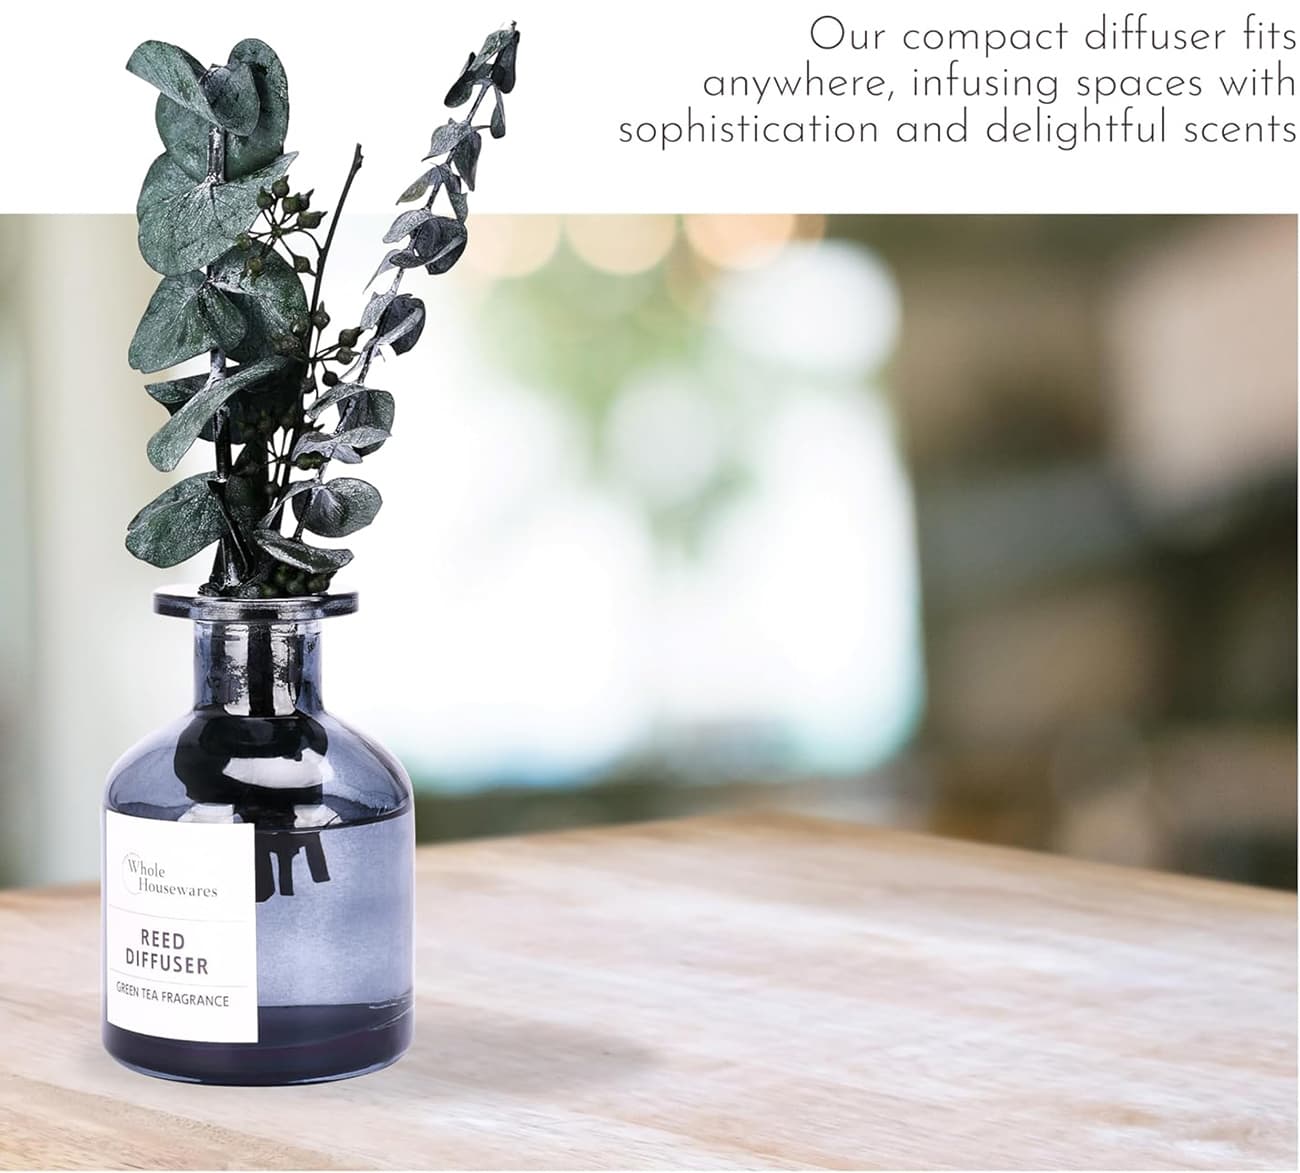 Our compact diffuser fits
anywhere, infusing spaces with
sophistication and delightful scents
Whole
Housewares
REED
DIFFUSER
GREEN TEA FRAGRANCE